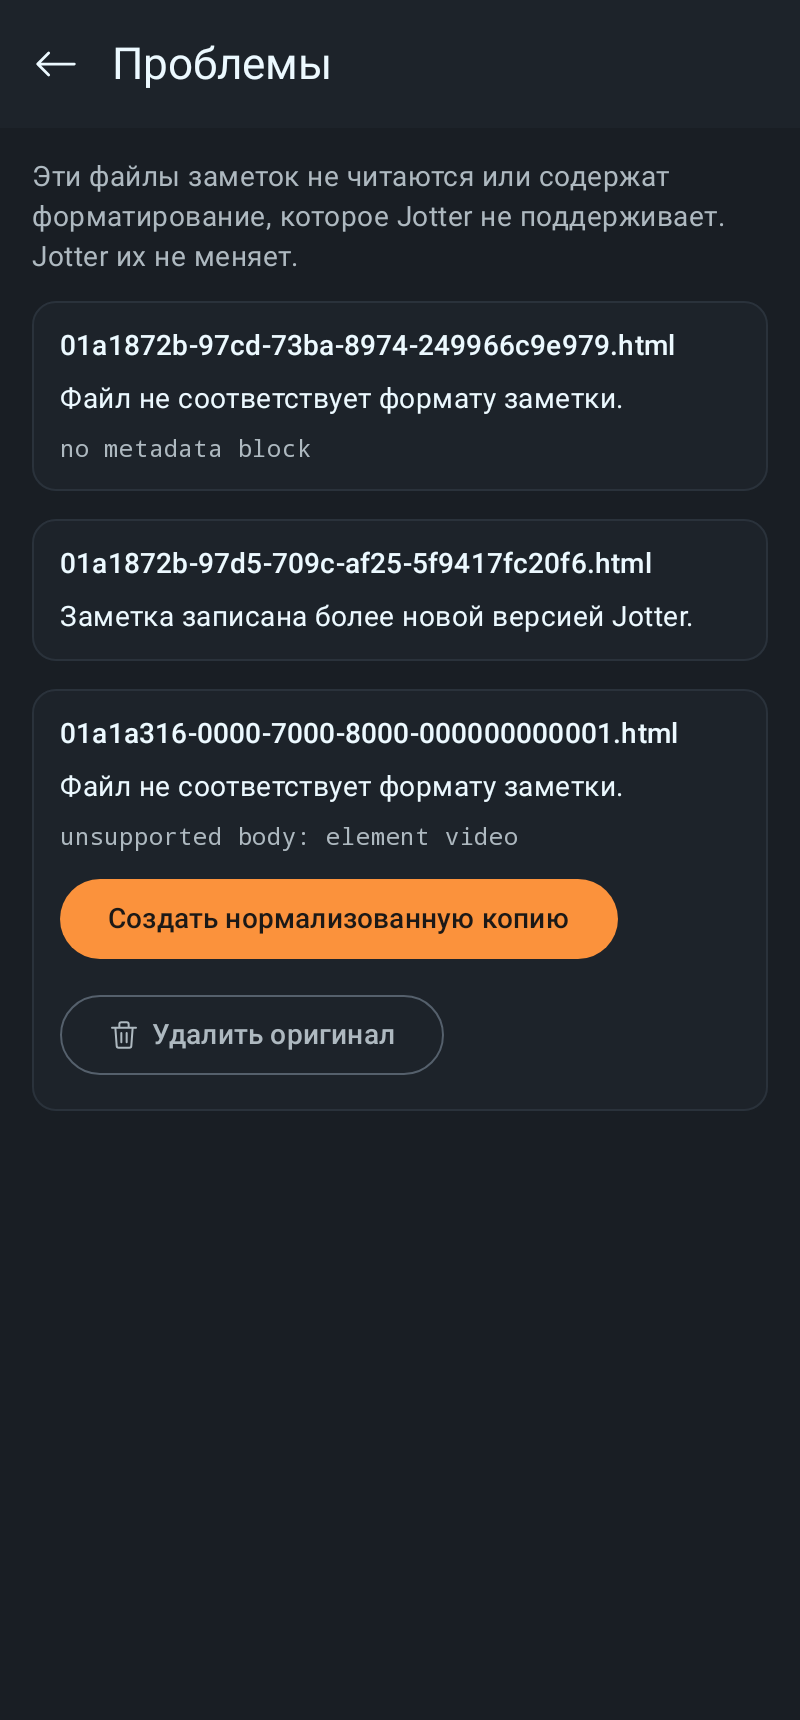 Проблемы
Эти файлы заметок не читаются или содержат
форматирование, которое Jotter не поддерживает.
Jotter их не меняет.
01a1872b-97cd-73ba-8974-249966c9e979.html
Файл не соответствует формату заметки.
no metadata block
01a1872b-97d5-709c-af25-5f9417fc20f6.html
Заметка записана более новой версией Jotter.
01a1a316-0000-7000-8000-000000000001.html
Файл не соответствует формату заметки.
unsupported body: element video
Создать нормализованную копию
Удалить оригинал